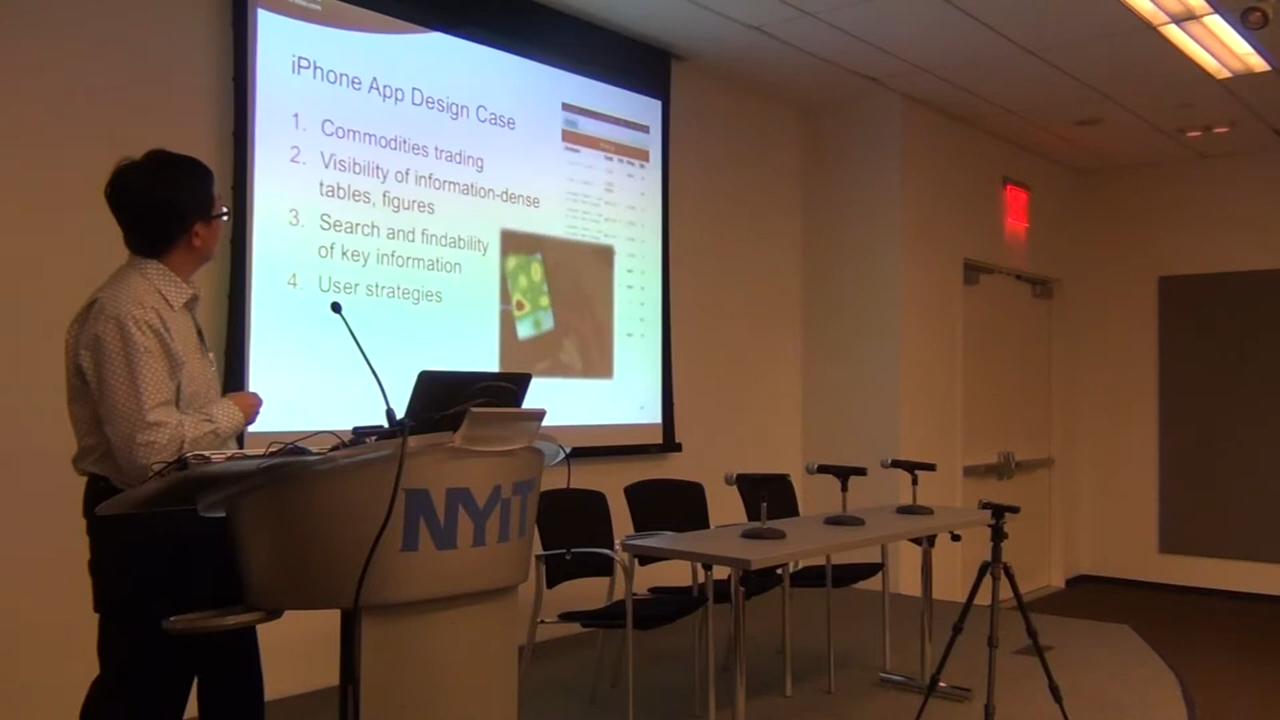 iPhone App Design Case
1. Commodities trading
2. Visibility of information-dense
tables, figures
3. Search and findability
of key information
4. User strategies
NYiT